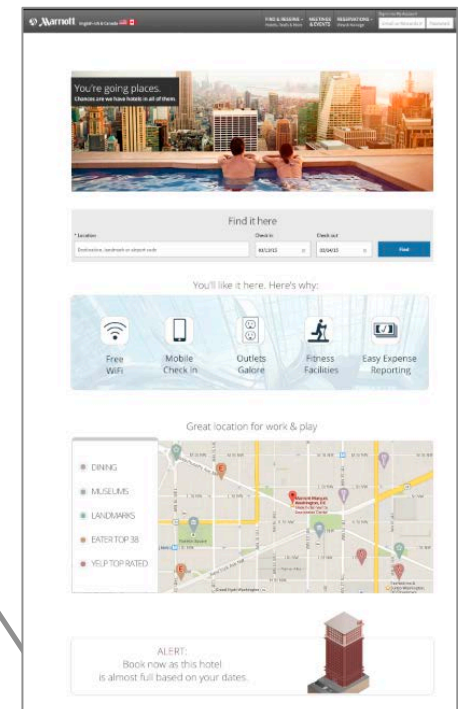 Marriott
FIND & RESERVE
MEETINGS
& EVENTS
RESERVATIONS
You're going places.
Chances are we have hotels in all of them.
Find it here
* Location
Check in
Check out
Destination, landmark or airport code
Find
You'll like it here. Here's why:
Free
WiFi
Mobile
Check In
Outlets
Galore
Fitness
Facilities
Easy Expense
Reporting
Great location for work & play
DINING
MUSEUMS
LANDMARKS
EATER TOP 38
YELP TOP RATED
Marriott Marquis
Washington, DC
ALERT:
Book now as this hotel
is almost full based on your dates.